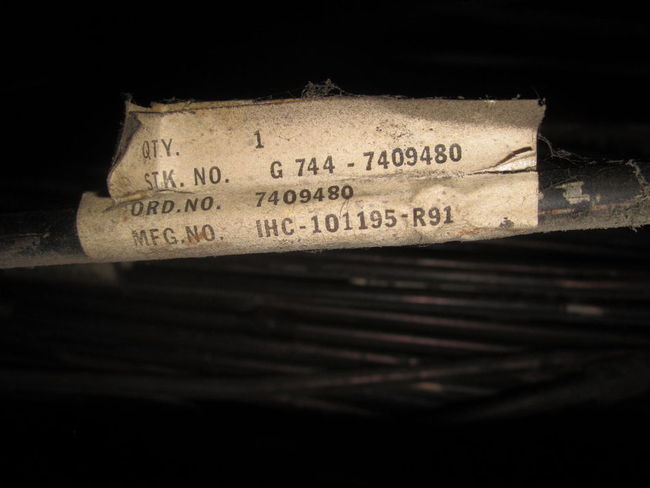 QTY. 1
STK. NO. G 744 - 7409480
ORD.NO. 7409480
MFG.NO. IHC-101195-R91